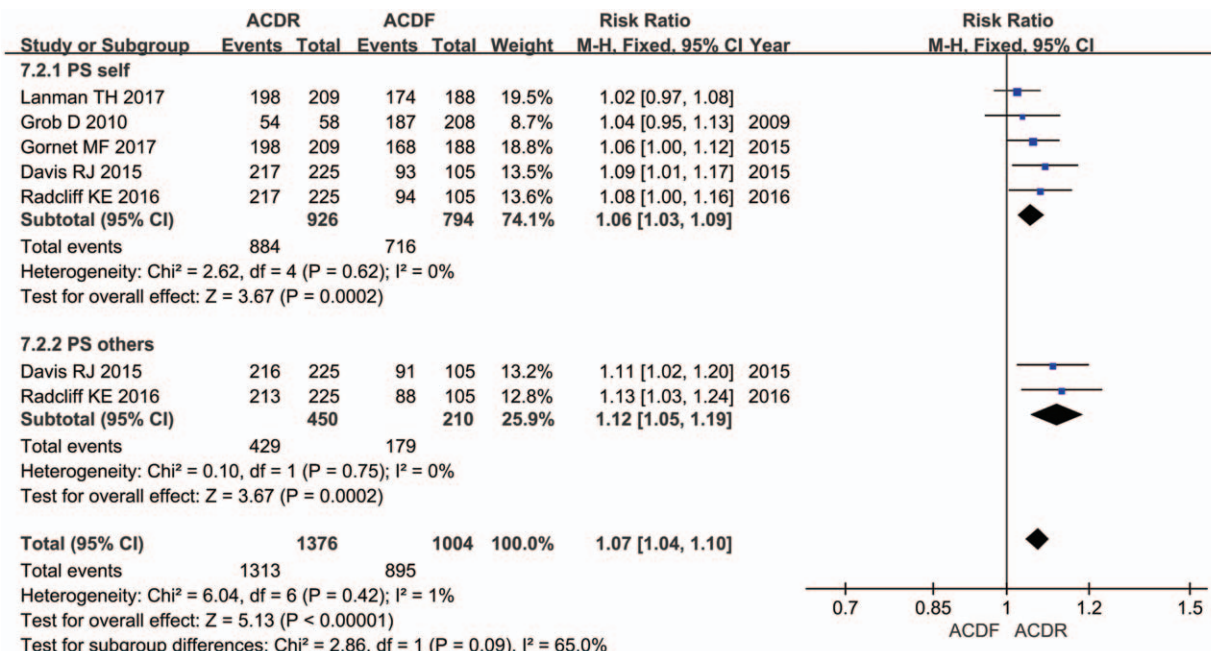 ACDR ACDF Risk Ratio Risk Ratio
Study or Subgroup Events Total Events Total Weight M-H, Fixed, 95% CI Year M-H, Fixed, 95% CI
7.2.1 PS self
Lanman TH 2017 198 209 174 188 19.5% 1.02 [0.97, 1.08]
Grob D 2010 54 58 187 208 8.7% 1.04 [0.95, 1.13] 2009
Gornet MF 2017 198 209 168 188 18.8% 1.06 [1.00, 1.12] 2015
Davis RJ 2015 217 225 93 105 13.5% 1.09 [1.01, 1.17] 2015
Radcliff KE 2016 217 225 94 105 13.6% 1.08 [1.00, 1.16] 2016
Subtotal (95% CI) 926 794 74.1% 1.06 [1.03, 1.09]
Total events 884 716
Heterogeneity: Chi² = 2.62, df = 4 (P = 0.62); I² = 0%
Test for overall effect: Z = 3.67 (P = 0.0002)
7.2.2 PS others
Davis RJ 2015 216 225 91 105 13.2% 1.11 [1.02, 1.20] 2015
Radcliff KE 2016 213 225 88 105 12.8% 1.13 [1.03, 1.24] 2016
Subtotal (95% CI) 450 210 25.9% 1.12 [1.05, 1.19]
Total events 429 179
Heterogeneity: Chi² = 0.10, df = 1 (P = 0.75); I² = 0%
Test for overall effect: Z = 3.67 (P = 0.0002)
Total (95% CI) 1376 1004 100.0% 1.07 [1.04, 1.10]
Total events 1313 895
Heterogeneity: Chi² = 6.04, df = 6 (P = 0.42); I² = 1%
Test for overall effect: Z = 5.13 (P < 0.00001)
Test for subgroup differences: Chi² = 2.86, df = 1 (P = 0.09), I² = 65.0%
0.7 0.85 1 1.2 1.5
ACDF ACDR